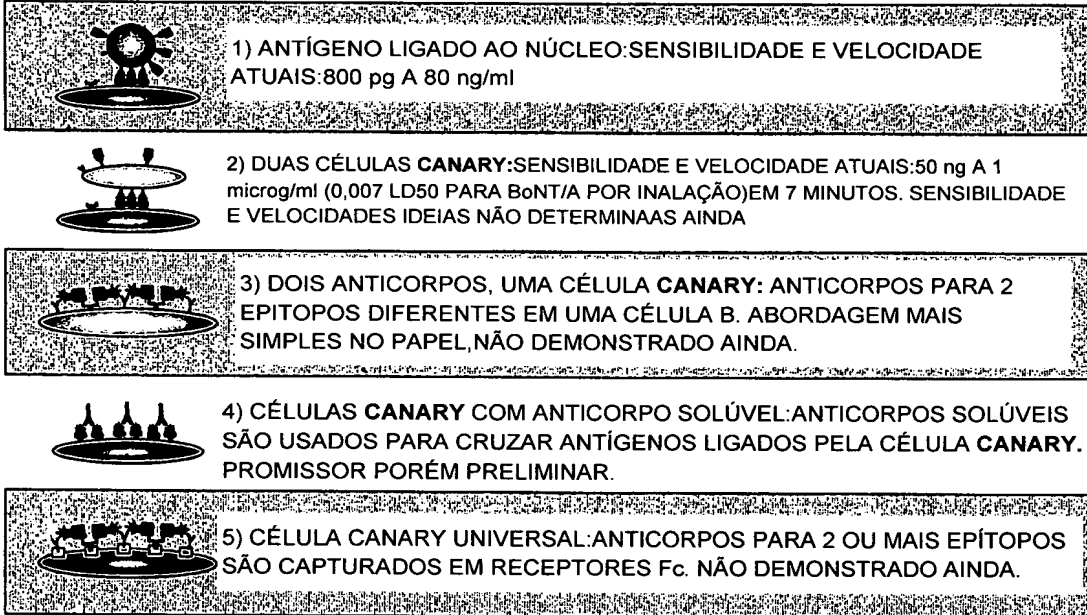 1) ANTÍGENO LIGADO AO NÚCLEO:SENSIBILIDADE E VELOCIDADE
ATUAIS:800 pg A 80 ng/ml
2) DUAS CÉLULAS CANARY:SENSIBILIDADE E VELOCIDADE ATUAIS:50 ng A 1
microg/ml (0,007 LD50 PARA BoNT/A POR INALAÇÃO)EM 7 MINUTOS. SENSIBILIDADE
E VELOCIDADES IDEIAS NÃO DETERMINAAS AINDA
3) DOIS ANTICORPOS, UMA CÉLULA CANARY: ANTICORPOS PARA 2
EPITOPOS DIFERENTES EM UMA CÉLULA B. ABORDAGEM MAIS
SIMPLES NO PAPEL,NÃO DEMONSTRADO AINDA.
4) CÉLULAS CANARY COM ANTICORPO SOLÚVEL:ANTICORPOS SOLÚVEIS
SÃO USADOS PARA CRUZAR ANTÍGENOS LIGADOS PELA CÉLULA CANARY.
PROMISSOR PORÉM PRELIMINAR.
5) CÉLULA CANARY UNIVERSAL:ANTICORPOS PARA 2 OU MAIS EPÍTOPOS
SÃO CAPTURADOS EM RECEPTORES Fc. NÃO DEMONSTRADO AINDA.